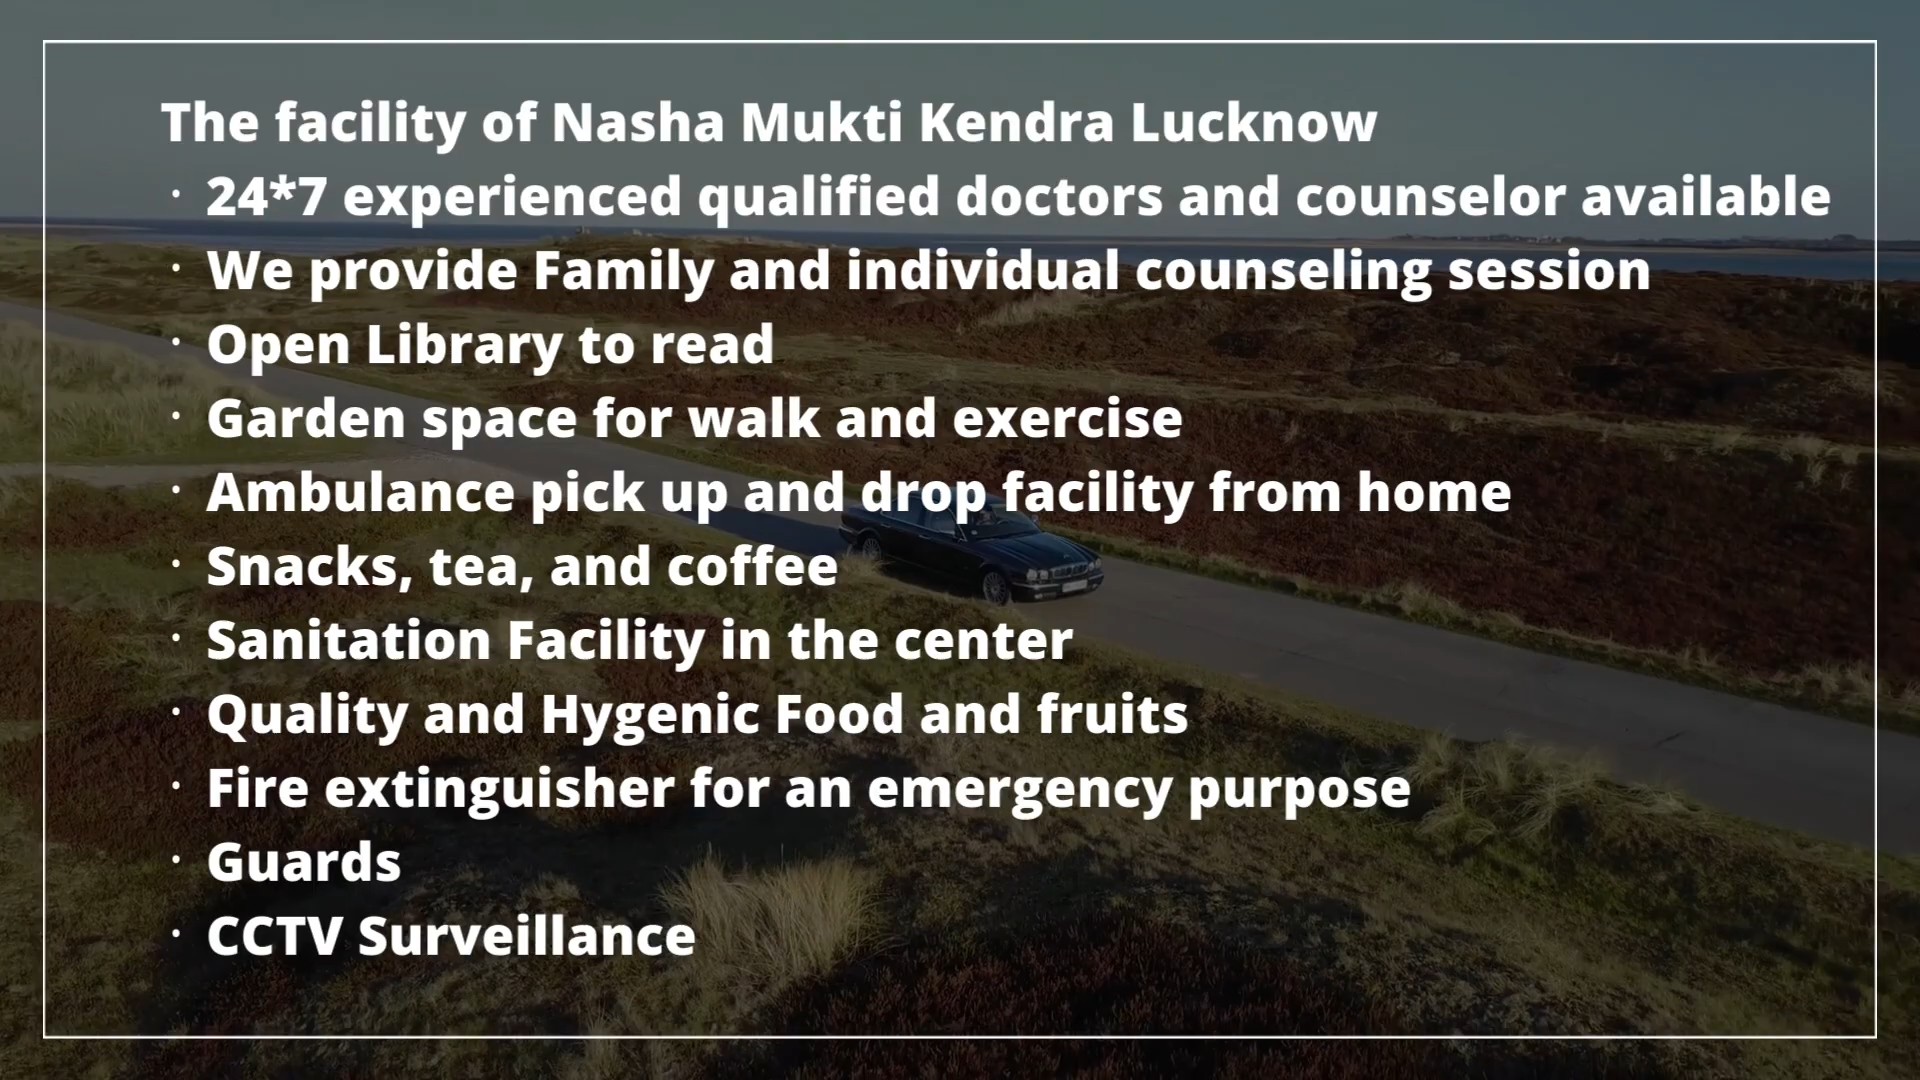 The facility of Nasha Mukti Kendra Lucknow
· 24*7 experienced qualified doctors and counselor available
· We provide Family and individual counseling session
· Open Library to read
· Garden space for walk and exercise
· Ambulance pick up and drop facility from home
· Snacks, tea, and coffee
· Sanitation Facility in the center
· Quality and Hygenic Food and fruits
· Fire extinguisher for an emergency purpose
· Guards
· CCTV Surveillance